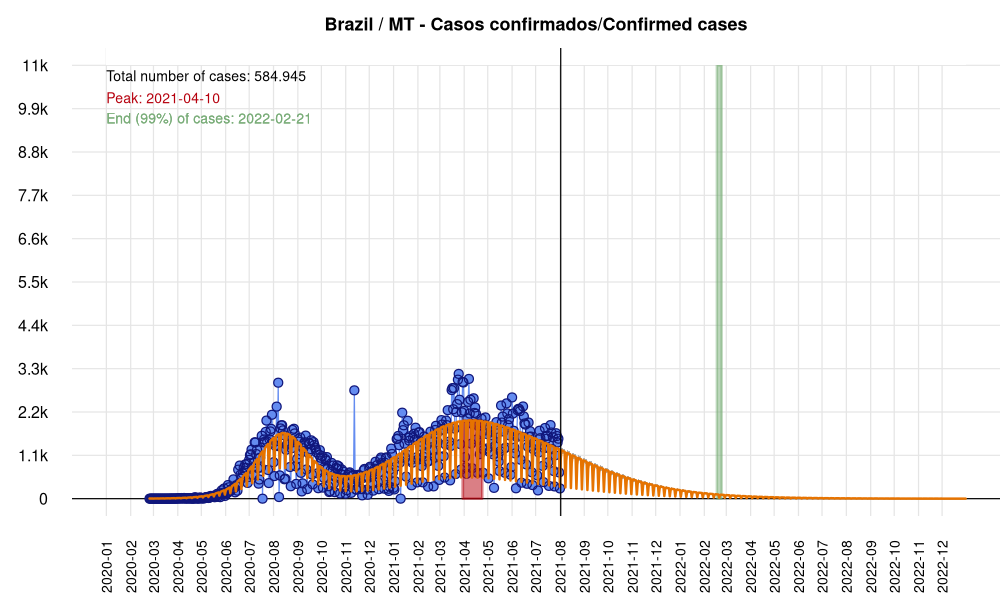 Brazil / MT - Casos confirmados/Confirmed cases
Total number of cases: 584.945
Peak: 2021-04-10
End (99%) of cases: 2022-02-21
11k
9.9k
8.8k
7.7k
6.6k
5.5k
4.4k
3.3k
2.2k
1.1k
0
2020-01
2020-02
2020-03
2020-04
2020-05
2020-06
2020-07
2020-08
2020-09
2020-10
2020-11
2020-12
2021-01
2021-02
2021-03
2021-04
2021-05
2021-06
2021-07
2021-08
2021-09
2021-10
2021-11
2021-12
2022-01
2022-02
2022-03
2022-04
2022-05
2022-06
2022-07
2022-08
2022-09
2022-10
2022-11
2022-12